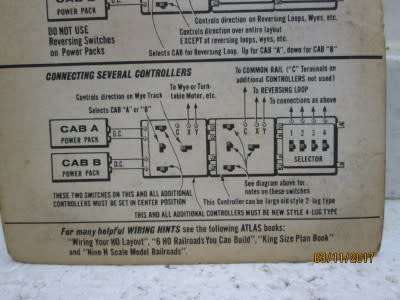 CAB B
POWER PACK
DO NOT USE
Reversing Switches
on Power Packs
Controls direction on Reversing Loops, Wyes, etc.
Controls direction over entire layout
EXCEPT at reversing loops, wyes, etc.
Selects CAB for Reversing Loop. Up for CAB "A", down for CAB "B"
CONNECTING SEVERAL CONTROLLERS
Controls direction on Wye Track
Selects CAB "A" or "B"
To Wye or Turn-
table Motor, etc.
To COMMON RAIL ("C" Terminals on
additional CONTROLLERS not used)
To REVERSING LOOP
To connections as above
CAB A
POWER PACK
D.C.
CAB B
POWER PACK
D.C.
C X Y
C X Y
1 2 3 4
SELECTOR
THESE TWO SWITCHES ON THIS AND ALL ADDITIONAL
CONTROLLERS MUST BE SET IN CENTER POSITION
See diagram above for
notes on these switches
This Controller can be large old style 7-lug type
THIS AND ALL ADDITIONAL CONTROLLERS MUST BE NEW STYLE 4-LUG TYPE
For many helpful WIRING HINTS see the following ATLAS books:
"Wiring Your HO Layout", "6 HO Railroads You Can Build", "King Size Plan Book"
and "Nine N Scale Model Railroads".
03/11/2017